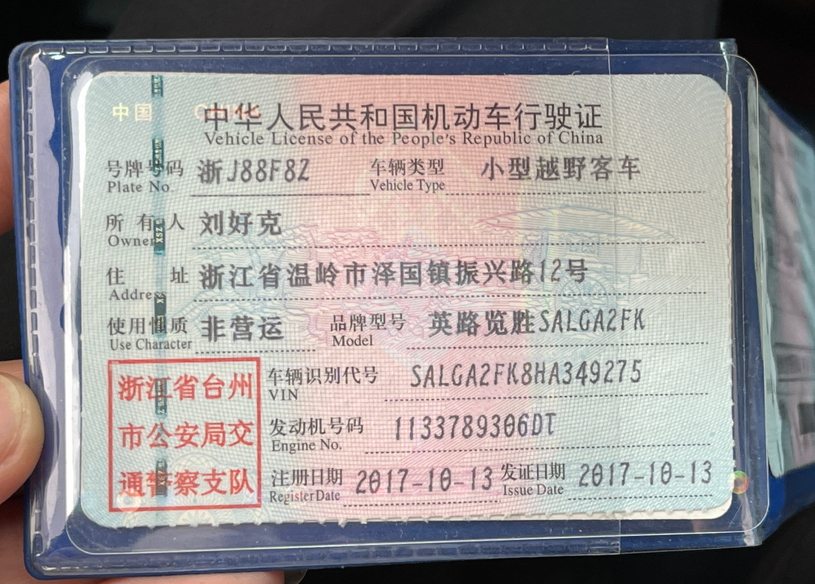 中国 CHINA
中华人民共和国机动车行驶证
Vehicle License of the People's Republic of China
号牌号码 浙J88F8Z 车辆类型 小型越野客车
Plate No. Vehicle Type
所有人 刘好克
Owner
住址 浙江省温岭市泽国镇振兴路12号
Address
使用性质 非营运 品牌型号 英路览胜SALGA2FK
Use Character Model
浙江省台州
市公安局交
通警察支队
车辆识别代号 SALGA2FK8HA349275
VIN
发动机号码 1133789306DT
Engine No.
注册日期 2017-10-13 发证日期 2017-10-13
Register Date Issue Date